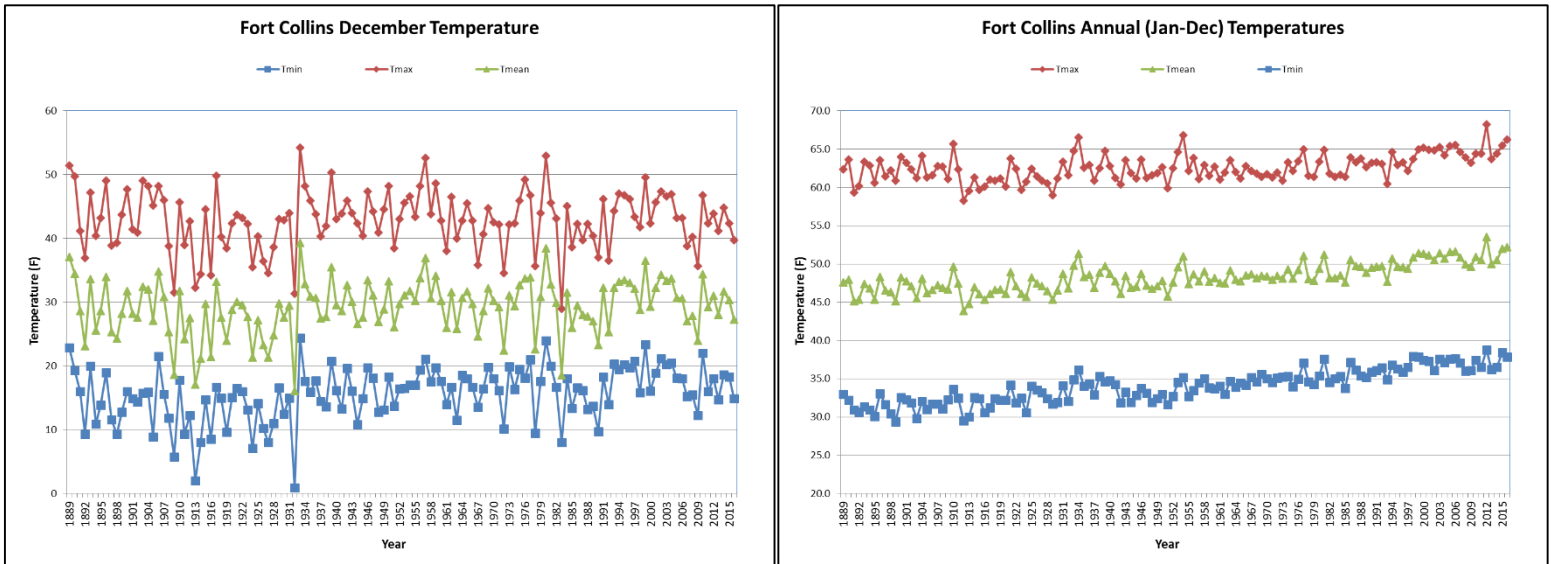 Fort Collins December Temperature
Tmin Tmax Tmean
60
50
40
30
20
10
0
Temperature (F)
1889 1892 1895 1898 1901 1904 1907 1910 1913 1916 1919 1922 1925 1928 1931 1934 1937 1940 1943 1946 1949 1952 1955 1958 1961 1964 1967 1970 1973 1976 1979 1982 1985 1988 1991 1994 1997 2000 2003 2006 2009 2012 2015
Year
Fort Collins Annual (Jan-Dec) Temperatures
Tmax Tmean Tmin
70.0
65.0
60.0
55.0
50.0
45.0
40.0
35.0
30.0
25.0
20.0
Temperature (F)
1889 1892 1895 1898 1901 1904 1907 1910 1913 1916 1919 1922 1925 1928 1931 1934 1937 1940 1943 1946 1949 1952 1955 1958 1961 1964 1967 1970 1973 1976 1979 1982 1985 1988 1991 1994 1997 2000 2003 2006 2009 2012 2015
Year